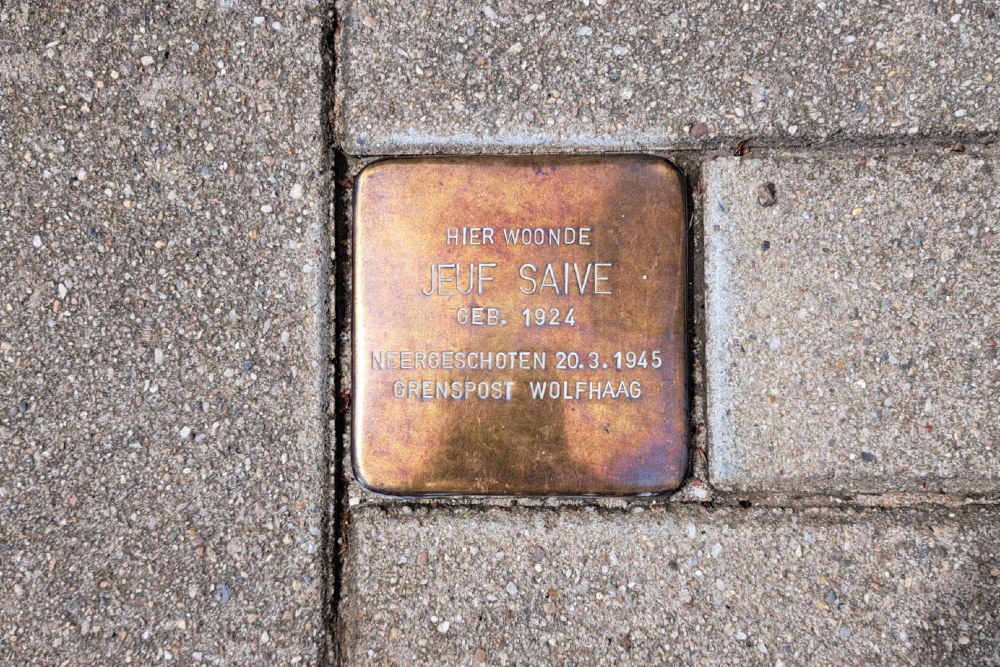 HIER WOONDE
JEUF SAIVE
GEB. 1924
NEERGESCHOTEN 20.3.1945
GRENSPOST WOLFHAAG